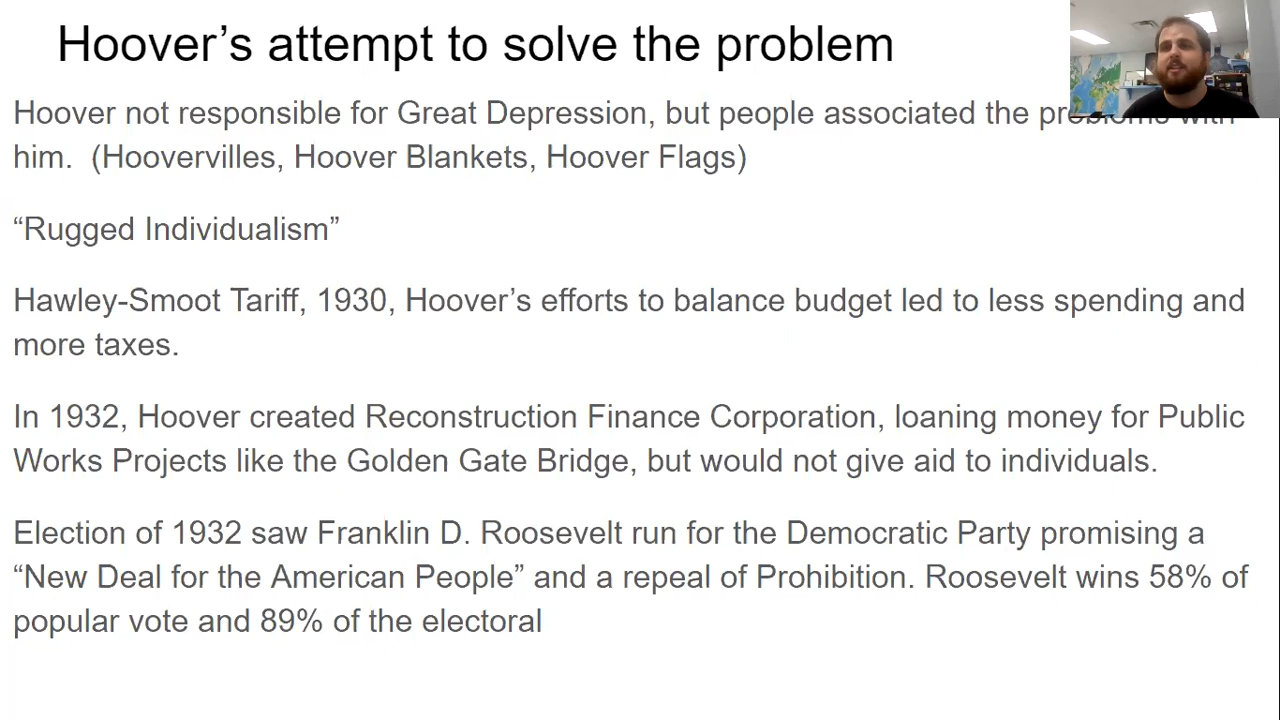 Hoover's attempt to solve the problem
Hoover not responsible for Great Depression, but people associated the
him.  (Hoovervilles, Hoover Blankets, Hoover Flags)
“Rugged Individualism”
Hawley-Smoot Tariff, 1930, Hoover’s efforts to balance budget led to less spending and
more taxes.
In 1932, Hoover created Reconstruction Finance Corporation, loaning money for Public
Works Projects like the Golden Gate Bridge, but would not give aid to individuals.
Election of 1932 saw Franklin D. Roosevelt run for the Democratic Party promising a
“New Deal for the American People” and a repeal of Prohibition. Roosevelt wins 58% of
popular vote and 89% of the electoral